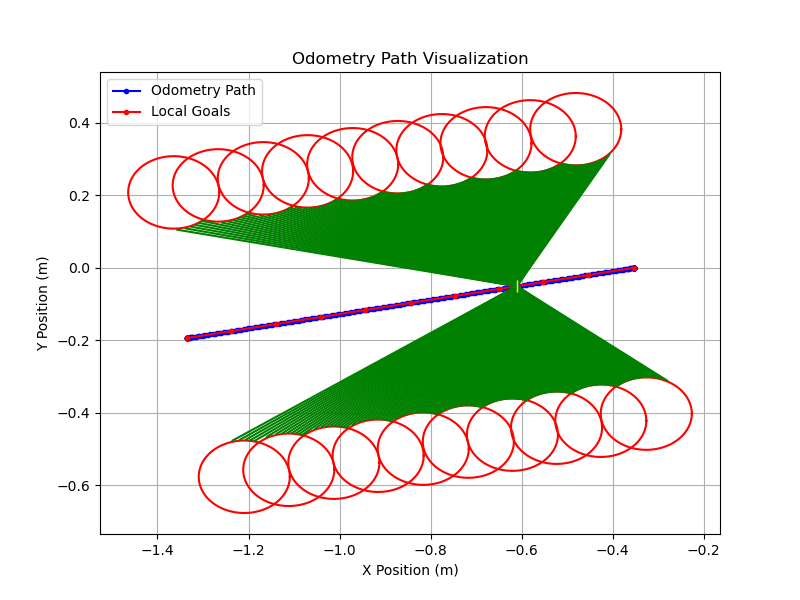 Odometry Path Visualization
Odometry Path
Local Goals
0.4
0.2
0.0
−0.2
−0.4
−0.6
Y Position (m)
−1.4
−1.2
−1.0
−0.8
−0.6
−0.4
−0.2
X Position (m)